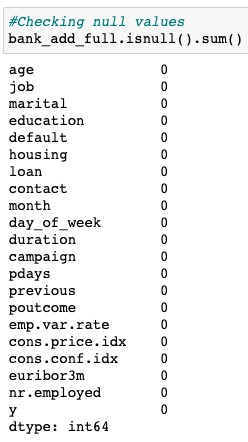 #Checking null values
bank_add_full.isnull().sum()
age 0
job 0
marital 0
education 0
default 0
housing 0
loan 0
contact 0
month 0
day_of_week 0
duration 0
campaign 0
pdays 0
previous 0
poutcome 0
emp.var.rate 0
cons.price.idx 0
cons.conf.idx 0
euribor3m 0
nr.employed 0
y 0
dtype: int64